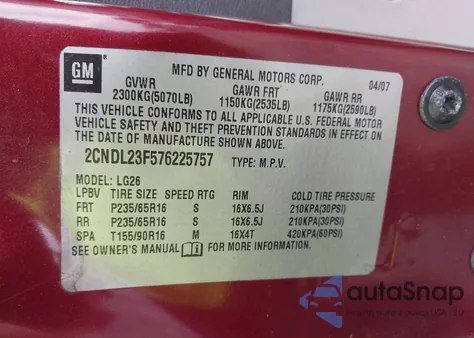 GM
MFD BY GENERAL MOTORS CORP. 04/07
GVWR GAWR FRT GAWR RR
2300KG(5070LB) 1150KG(2535LB) 1175KG(2590LB)
THIS VEHICLE CONFORMS TO ALL APPLICABLE U.S. FEDERAL MOTOR
VEHICLE SAFETY, BUMPER, AND THEFT PREVENTION STANDARDS IN EFFECT
ON THE DATE OF MANUFACTURE SHOWN ABOVE.
2CNDL23F576225757 TYPE: M.P.V.
MODEL: LG26
LPBV TIRE SIZE SPEED RTG RIM COLD TIRE PRESSURE
FRT P235/65R16 S 16X6.5J 210KPA(30PSI)
RR P235/65R16 S 16X6.5J 210KPA(30PSI)
SPA T155/90R16 M 16X4T 420KPA(60PSI)
SEE OWNER'S MANUAL FOR MORE INFORMATION.
autoSnap